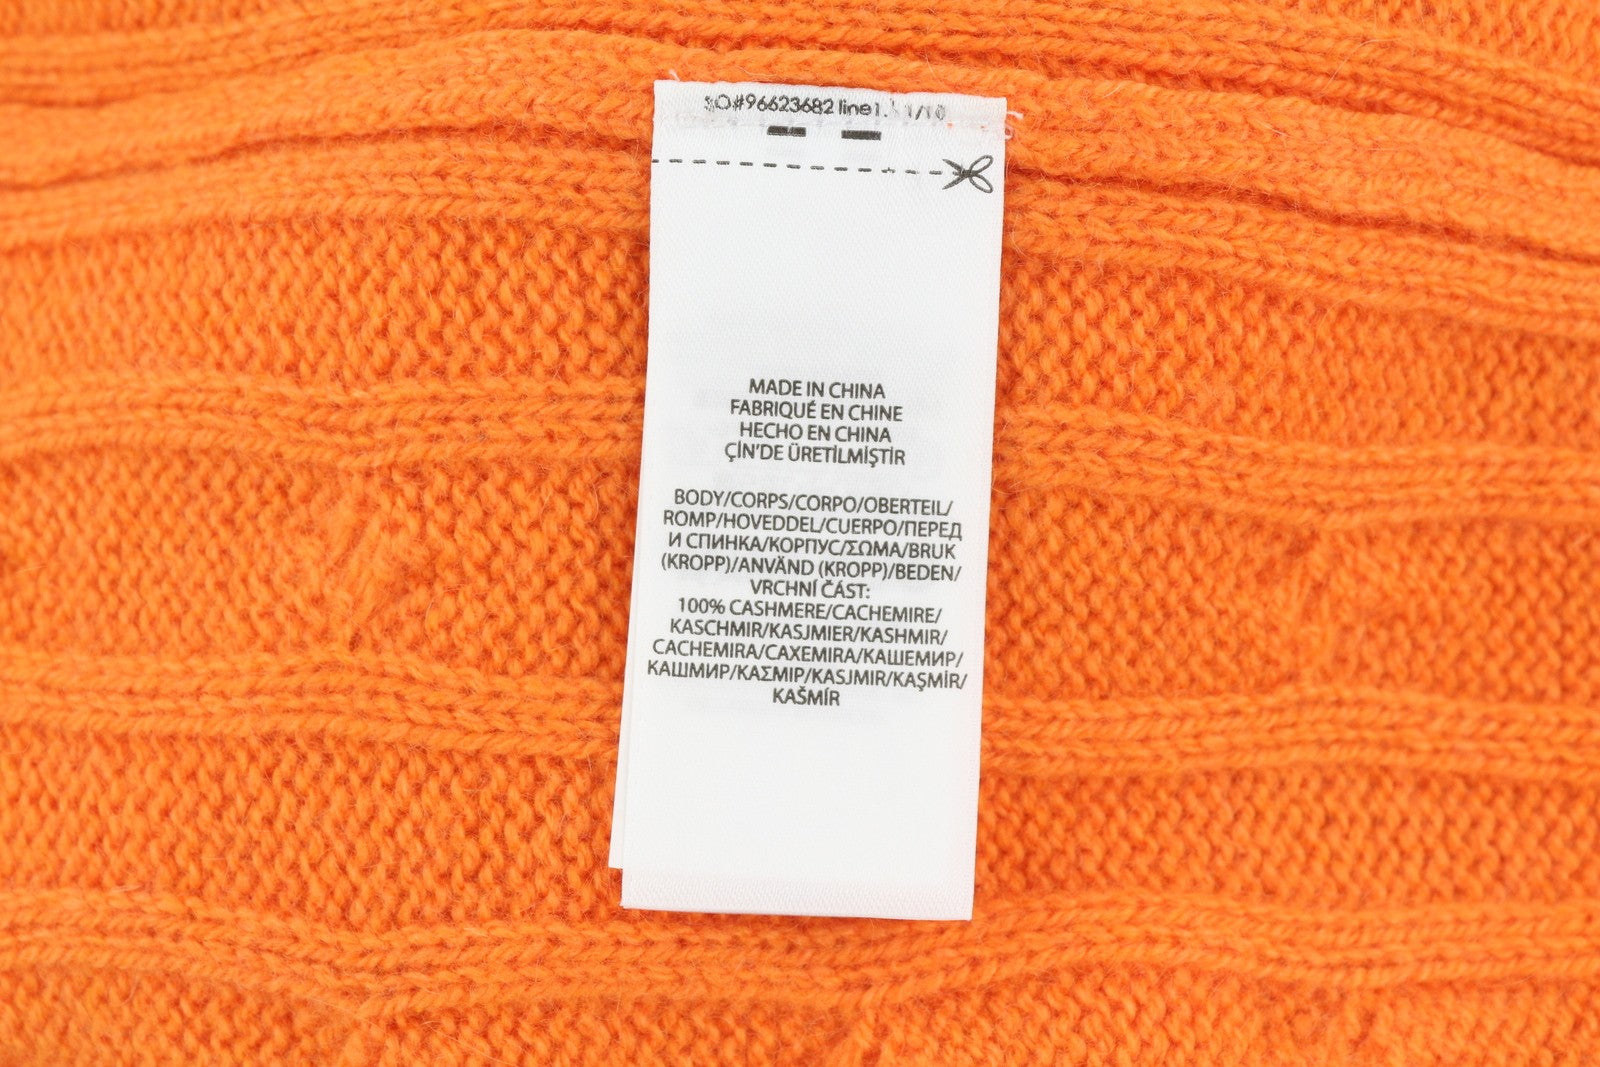 SO#96623682 line1. 1/10
MADE IN CHINA
FABRIQUÉ EN CHINE
HECHO EN CHINA
ÇİN'DE ÜRETİLMİŞTİR
BODY/CORPS/CORPO/OBERTEIL/
ROMP/HOVEDDEL/CUERPO/ПЕРЕД
И СПИНКА/КОРПУС/ΣΩΜΑ/BRUK
(KROPP)/ANVÄND (KROPP)/BEDEN/
VRCHNÍ ČÁST:
100% CASHMERE/CACHEMIRE/
KASCHMIR/KASJMIER/KASHMIR/
CACHEMIRA/CAXEMIRA/КАШЕМИР/
КАШМИР/ΚΑΣΜΙΡ/KASJMIR/KAŞMİR/
KAŠMÍR